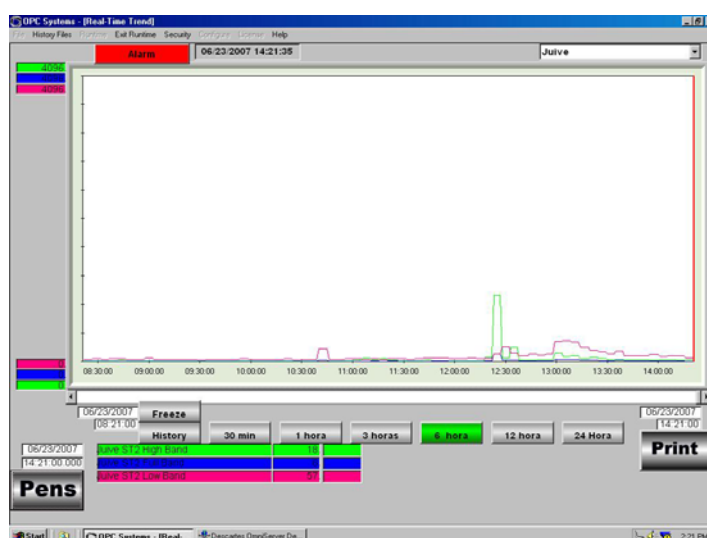 OPC Systems - [Real-Time Trend]
File History Files Runtime Exit Runtime Security Configure License Help
Alarm 06/23/2007 14:21:35 Juive
4096
4096
0
0
08:30:00 09:00:00 09:30:00 10:00:00 10:30:00 11:00:00 11:30:00 12:00:00 12:30:00 13:00:00 13:30:00 14:00:00
06/23/2007 Freeze 06/23/2007
08:21:00 14:21:00
History 30 min 1 hora 3 horas 6 hora 12 hora 24 Hora
06/23/2007 Juive ST2 High Band 18 Print
14:21:00.000
Pens Juive ST2 Low Band 57
Start OPC Systems - [Real- 2:21 PM